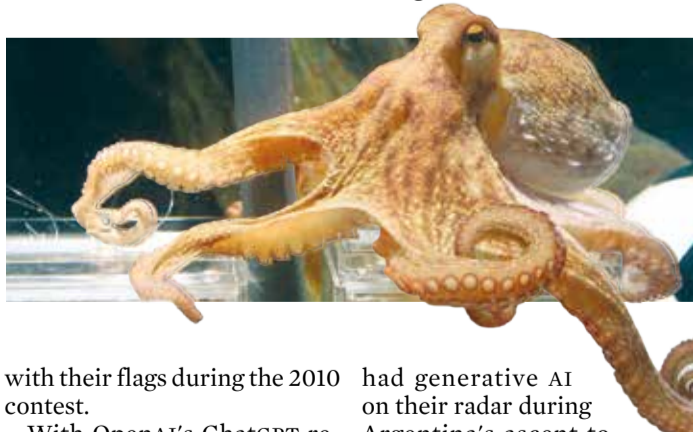 with their flags during the 2010
contest.
With OpenAI's ChatGPT re-
had generative AI
on their radar during
Argentina's ascent to